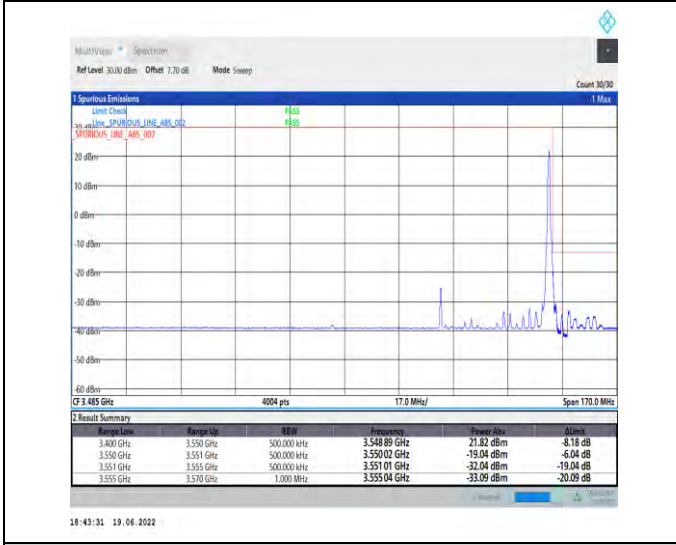 MultiView Spectrum
Ref Level 30.00 dBm Offset 7.70 dB Mode Sweep
Count 30/30
1 Spurious Emissions 1 Max
Limit Check PASS
Line _SPURIOUS_LINE_ABS_002 PASS
_SPURIOUS_LINE_ABS_002
20 dBm
10 dBm
0 dBm
-10 dBm
-20 dBm
-30 dBm
-40 dBm
-50 dBm
-60 dBm
CF 3.485 GHz 4004 pts 17.0 MHz/ Span 170.0 MHz
2 Result Summary
Range Low Range Up RBW Frequency Power Abs ΔLimit
3.400 GHz 3.550 GHz 500.000 kHz 3.548 89 GHz 21.82 dBm -8.18 dB
3.550 GHz 3.551 GHz 500.000 kHz 3.550 02 GHz -19.04 dBm -6.04 dB
3.551 GHz 3.555 GHz 500.000 kHz 3.551 01 GHz -32.04 dBm -19.04 dB
3.555 GHz 3.570 GHz 1.000 MHz 3.555 04 GHz -33.09 dBm -20.09 dB
18:43:31 19.06.2022